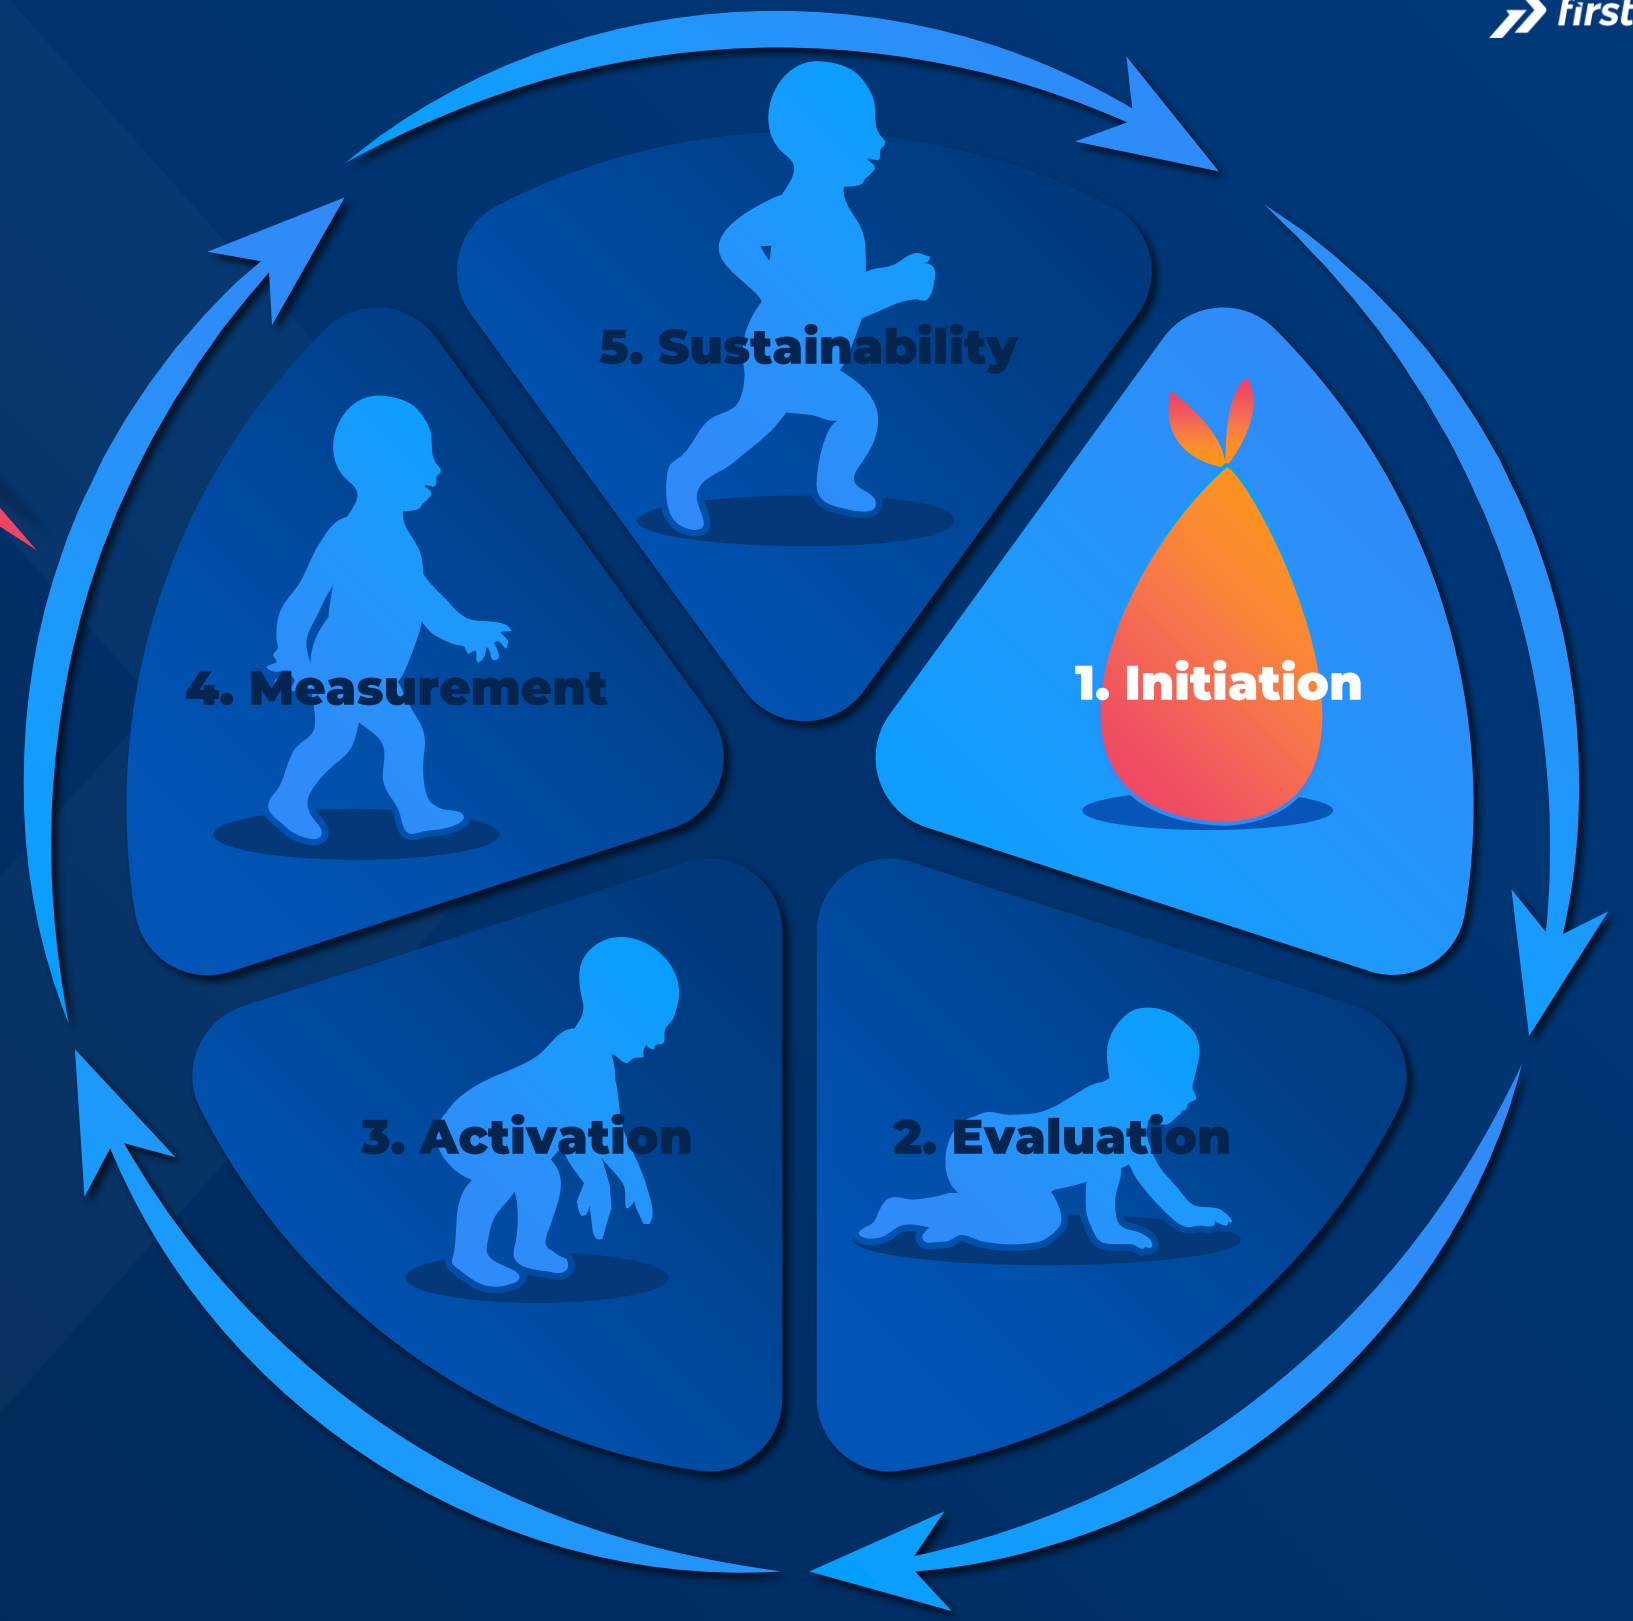 first
5. Sustainability
1. Initiation
4. Measurement
3. Activation
2. Evaluation